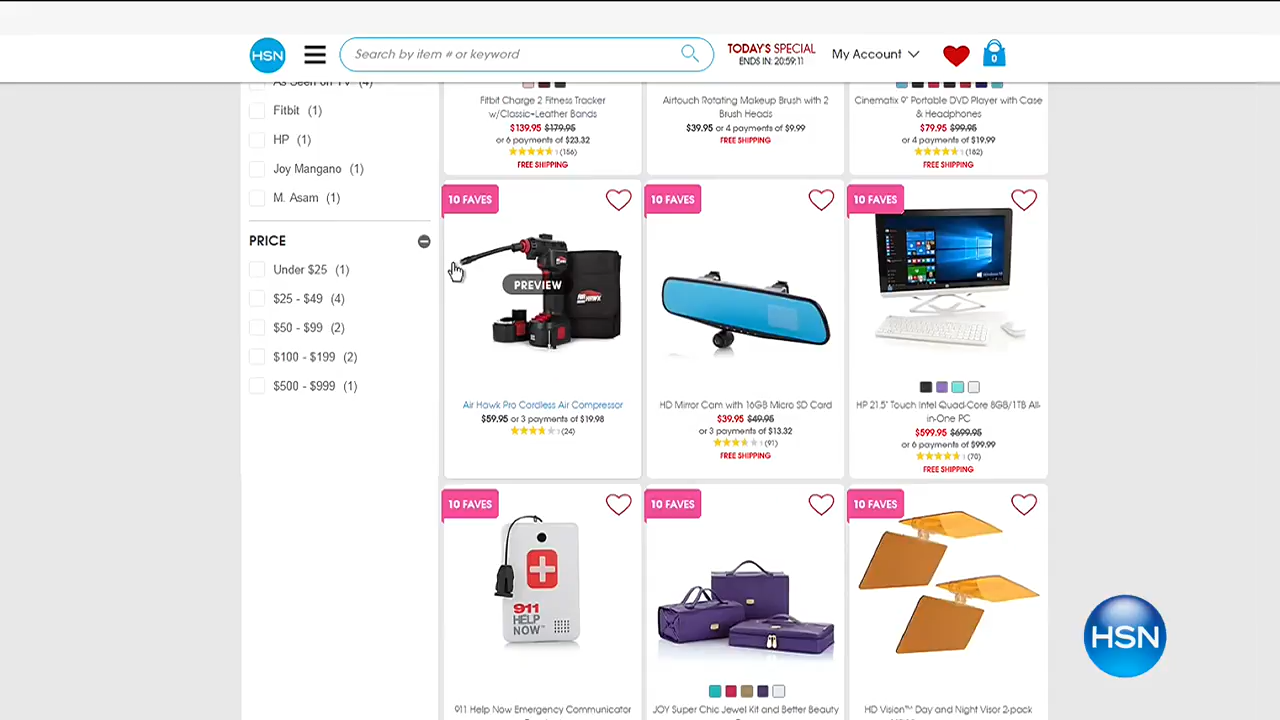 HSN
Search by item # or keyword
TODAY'S SPECIAL
ENDS IN: 20:59:11
My Account
0
As Seen on TV (4)
Fitbit (1)
HP (1)
Joy Mangano (1)
M. Asam (1)
PRICE
Under $25 (1)
$25 - $49 (4)
$50 - $99 (2)
$100 - $199 (2)
$500 - $999 (1)
Fitbit Charge 2 Fitness Tracker
w/Classic+Leather Bands
$139.95 $179.95
or 6 payments of $23.32
(156)
FREE SHIPPING
Airtouch Rotating Makeup Brush with 2
Brush Heads
$39.95 or 4 payments of $9.99
FREE SHIPPING
Cinematix 9" Portable DVD Player with Case
& Headphones
$79.95 $99.95
or 4 payments of $19.99
(182)
FREE SHIPPING
10 FAVES
PREVIEW
Air Hawk Pro Cordless Air Compressor
$59.95 or 3 payments of $19.98
(24)
10 FAVES
HD Mirror Cam with 16GB Micro SD Card
$39.95 $49.95
or 3 payments of $13.32
(91)
FREE SHIPPING
10 FAVES
HP 21.5" Touch Intel Quad-Core 8GB/1TB All-
in-One PC
$599.95 $699.95
or 6 payments of $99.99
(70)
FREE SHIPPING
10 FAVES
911
HELP
NOW
911 Help Now Emergency Communicator
10 FAVES
JOY Super Chic Jewel Kit and Better Beauty
10 FAVES
HD Vision™ Day and Night Visor 2-pack
HSN